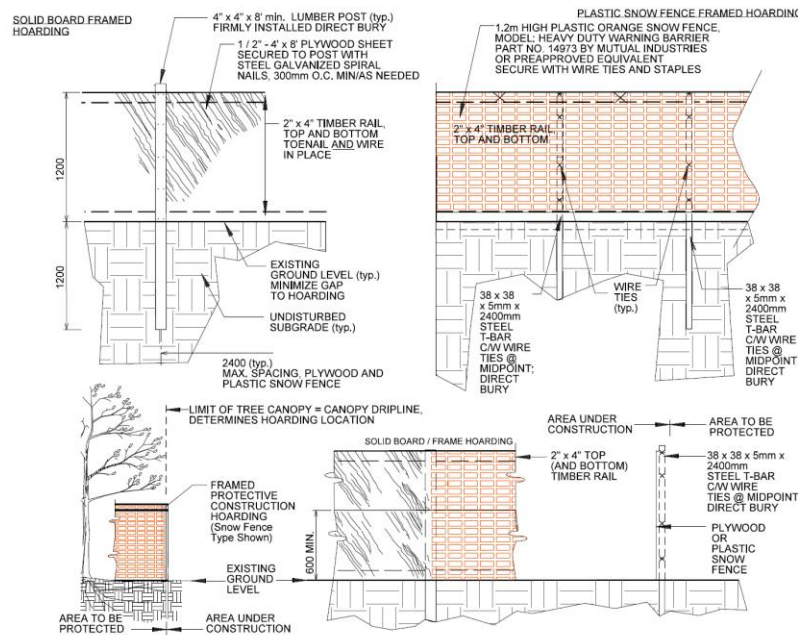 SOLID BOARD FRAMED
HOARDING
4" x 4" x 8' min. LUMBER POST (typ.)
FIRMLY INSTALLED DIRECT BURY
1 / 2" - 4' x 8' PLYWOOD SHEET
SECURED TO POST WITH
STEEL GALVANIZED SPIRAL
NAILS, 300mm O.C. MIN/AS NEEDED
2" x 4" TIMBER RAIL,
TOP AND BOTTOM
TOENAIL AND WIRE
IN PLACE
1200
1200
EXISTING
GROUND LEVEL (typ.)
MINIMIZE GAP
TO HOARDING
UNDISTURBED
SUBGRADE (typ.)
2400 (typ.)
MAX. SPACING, PLYWOOD AND
PLASTIC SNOW FENCE
PLASTIC SNOW FENCE FRAMED HOARDING
1.2m HIGH PLASTIC ORANGE SNOW FENCE,
MODEL: HEAVY DUTY WARNING BARRIER
PART NO. 14973 BY MUTUAL INDUSTRIES
OR PREAPPROVED EQUIVALENT
SECURE WITH WIRE TIES AND STAPLES
2" x 4" TIMBER RAIL,
TOP AND BOTTOM
38 x 38
x 5mm x
2400mm
STEEL
T-BAR
C/W WIRE
TIES @
MIDPOINT;
DIRECT
BURY
WIRE
TIES
(typ.)
38 x 38
x 5mm x
2400mm
STEEL
T-BAR
C/W WIRE
TIES @
MIDPOINT
DIRECT
BURY
LIMIT OF TREE CANOPY = CANOPY DRIPLINE,
DETERMINES HOARDING LOCATION
FRAMED
PROTECTIVE
CONSTRUCTION
HOARDING
(Snow Fence
Type Shown)
EXISTING
GROUND
LEVEL
AREA TO BE
PROTECTED
AREA UNDER
CONSTRUCTION
SOLID BOARD / FRAME HOARDING
2" x 4" TOP
(AND BOTTOM)
TIMBER RAIL
600 MIN.
AREA UNDER
CONSTRUCTION
AREA TO BE
PROTECTED
38 x 38 x 5mm x
2400mm
STEEL T-BAR
C/W WIRE
TIES @ MIDPOINT
DIRECT BURY
PLYWOOD
OR
PLASTIC
SNOW
FENCE